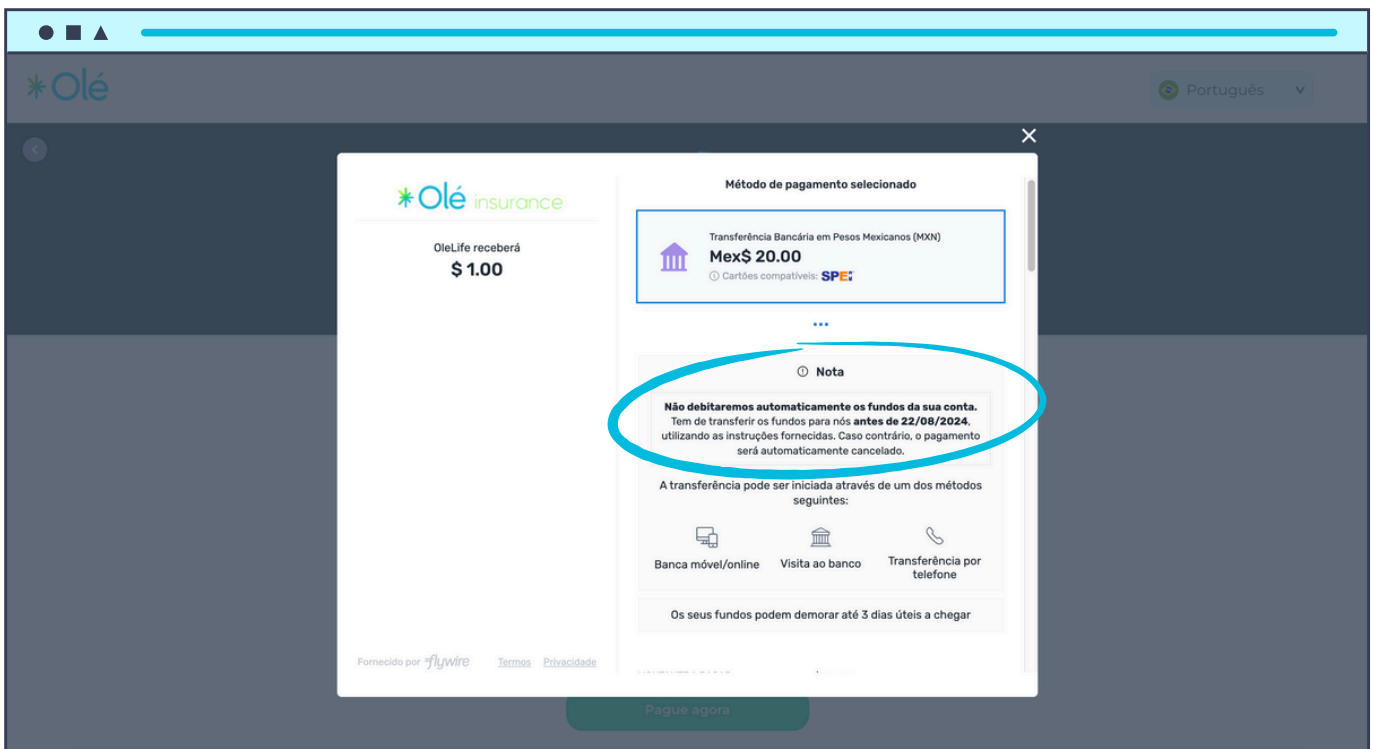 Olé
Português
Olé insurance
OleLife receberá
$ 1.00
Método de pagamento selecionado
Transferência Bancária em Pesos Mexicanos (MXN)
Mex$ 20.00
Cartões compatíveis: SPEI
Nota
Não debitaremos automaticamente os fundos da sua conta.
Tem de transferir os fundos para nós antes de 22/08/2024,
utilizando as instruções fornecidas. Caso contrário, o pagamento
será automaticamente cancelado.
A transferência pode ser iniciada através de um dos métodos
seguintes:
Banca móvel/online
Visita ao banco
Transferência por
telefone
Os seus fundos podem demorar até 3 dias úteis a chegar
Fornecido por flywire Termos Privacidade
Pague agora